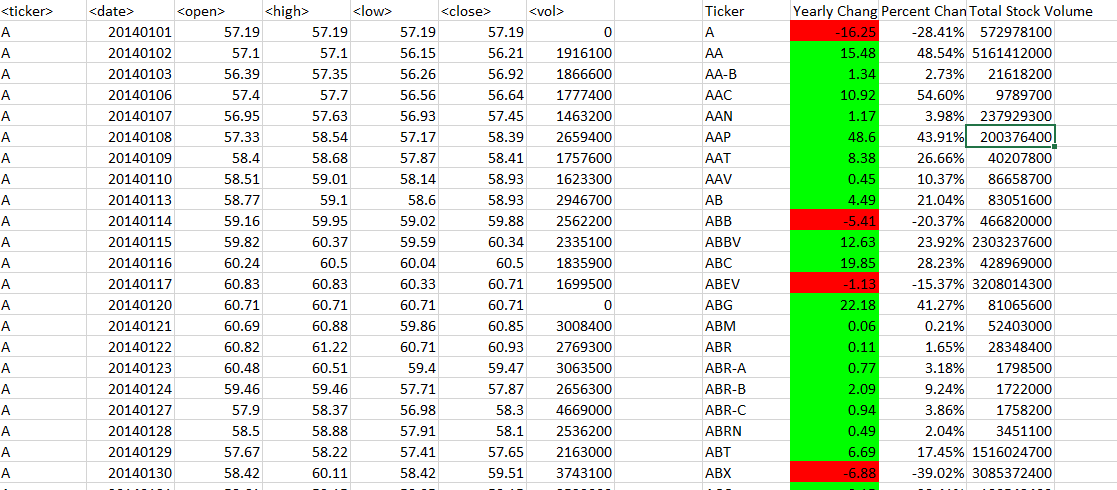 <ticker> <date> <open> <high> <low> <close> <vol> Ticker Yearly Chang Percent Chan Total Stock Volume
A 20140101 57.19 57.19 57.19 57.19 0 A -16.25 -28.41% 572978100
A 20140102 57.1 57.1 56.15 56.21 1916100 AA 15.48 48.54% 5161412000
A 20140103 56.39 57.35 56.26 56.92 1866600 AA-B 1.34 2.73% 21618200
A 20140106 57.4 57.7 56.56 56.64 1777400 AAC 10.92 54.60% 9789700
A 20140107 56.95 57.63 56.93 57.45 1463200 AAN 1.17 3.98% 237929300
A 20140108 57.33 58.54 57.17 58.39 2659400 AAP 48.6 43.91% 200376400
A 20140109 58.4 58.68 57.87 58.41 1757600 AAT 8.38 26.66% 40207800
A 20140110 58.51 59.01 58.14 58.93 1623300 AAV 0.45 10.37% 86658700
A 20140113 58.77 59.1 58.6 58.93 2946700 AB 4.49 21.04% 83051600
A 20140114 59.16 59.95 59.02 59.88 2562200 ABB -5.41 -20.37% 466820000
A 20140115 59.82 60.37 59.59 60.34 2335100 ABBV 12.63 23.92% 2303237600
A 20140116 60.24 60.5 60.04 60.5 1835900 ABC 19.85 28.23% 428969000
A 20140117 60.83 60.83 60.33 60.71 1699500 ABEV -1.13 -15.37% 3208014300
A 20140120 60.71 60.71 60.71 60.71 0 ABG 22.18 41.27% 81065600
A 20140121 60.69 60.88 59.86 60.85 3008400 ABM 0.06 0.21% 52403000
A 20140122 60.82 61.22 60.71 60.93 2769300 ABR 0.11 1.65% 28348400
A 20140123 60.48 60.51 59.4 59.47 3063500 ABR-A 0.77 3.18% 1798500
A 20140124 59.46 59.46 57.71 57.87 2656300 ABR-B 2.09 9.24% 1722000
A 20140127 57.9 58.37 56.98 58.3 4669000 ABR-C 0.94 3.86% 1758200
A 20140128 58.5 58.88 57.91 58.1 2536200 ABRN 0.49 2.04% 3451100
A 20140129 57.67 58.22 57.41 57.65 2163000 ABT 6.69 17.45% 1516024700
A 20140130 58.42 60.11 58.42 59.51 3743100 ABX -6.88 -39.02% 3085372400